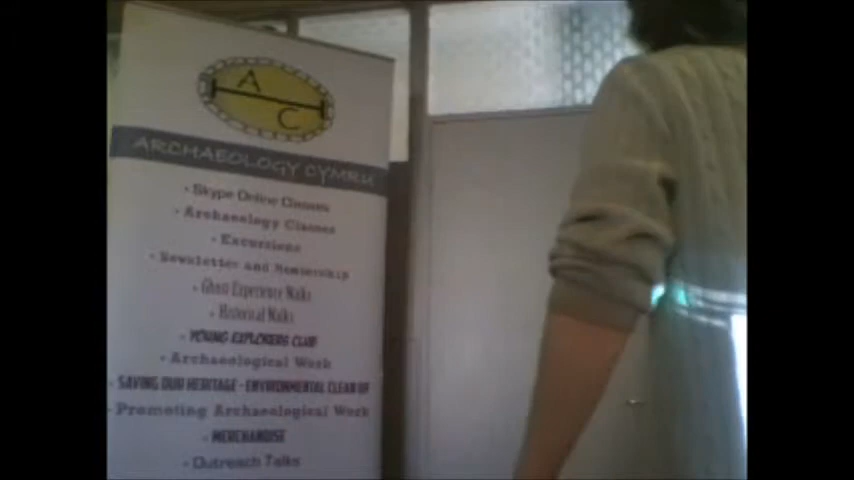 A
C
ARCHAEOLOGY CYMRU
- Skype Online Classes
- Archaeology Classes
- Excursions
- Newsletter and Membership
- Ghost Experience Walks
- Historical Walks
- YOUNG EXPLORERS CLUB
- Archaeological Work
- SAVING OUR HERITAGE - ENVIRONMENTAL CLEAN UP
- Promoting Archaeological Work
- MERCHANDISE
- Outreach Talks